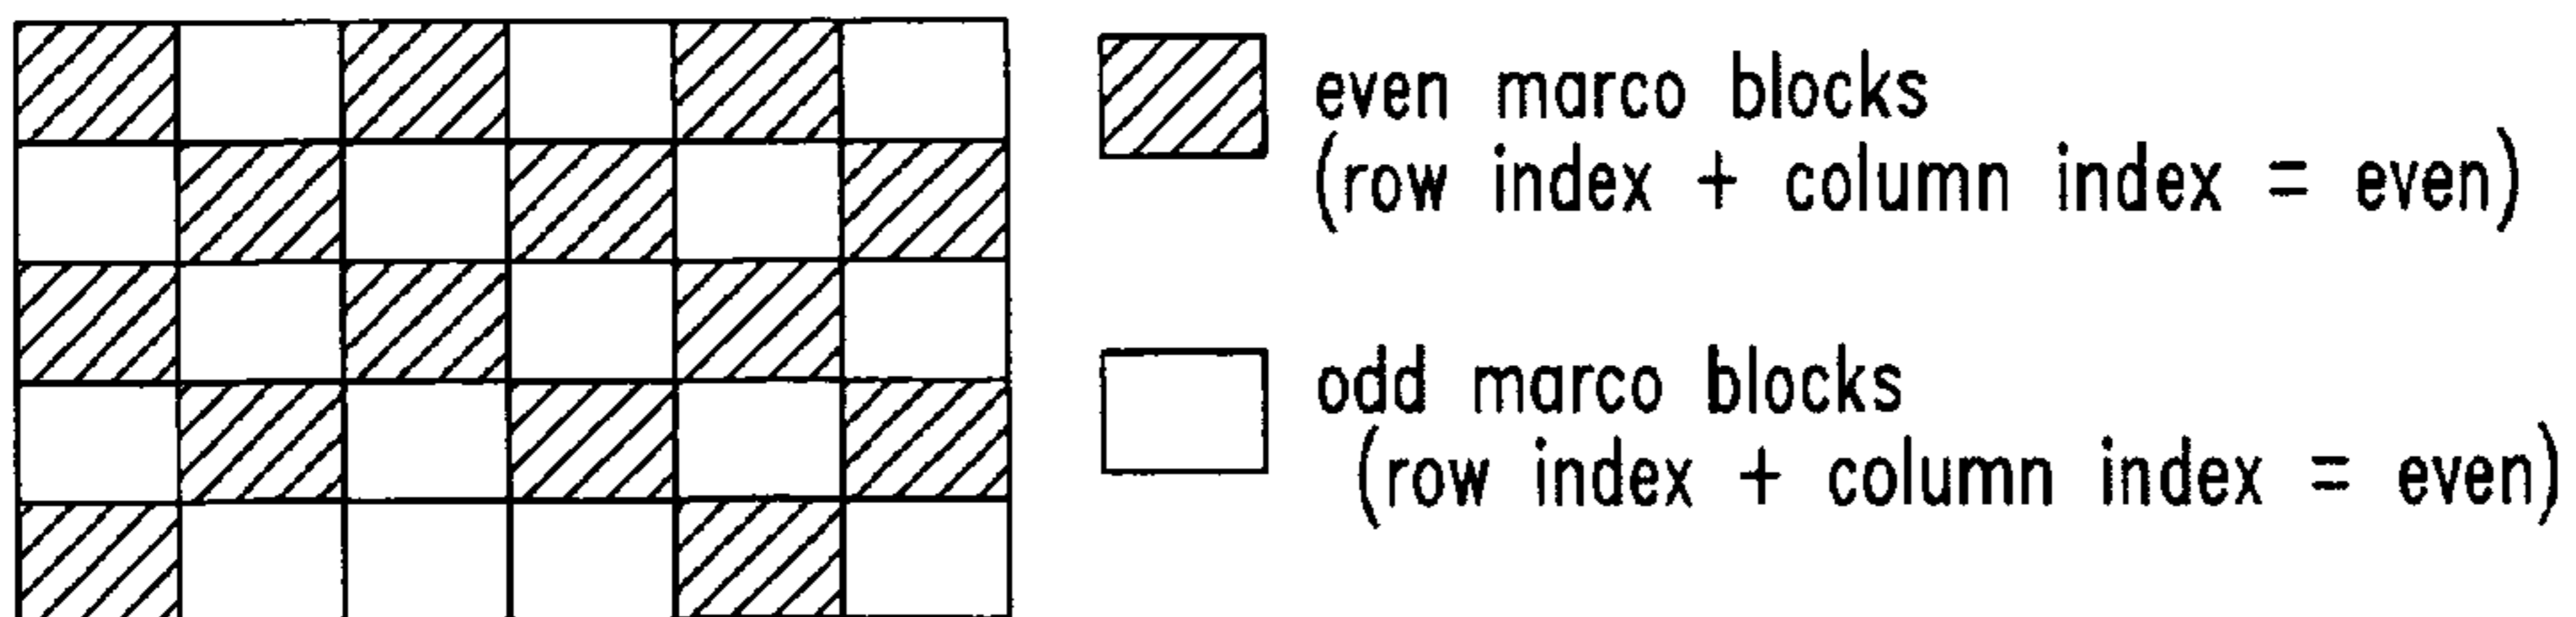 even marco blocks
(row index + column index = even)
odd marco blocks
(row index + column index = even)